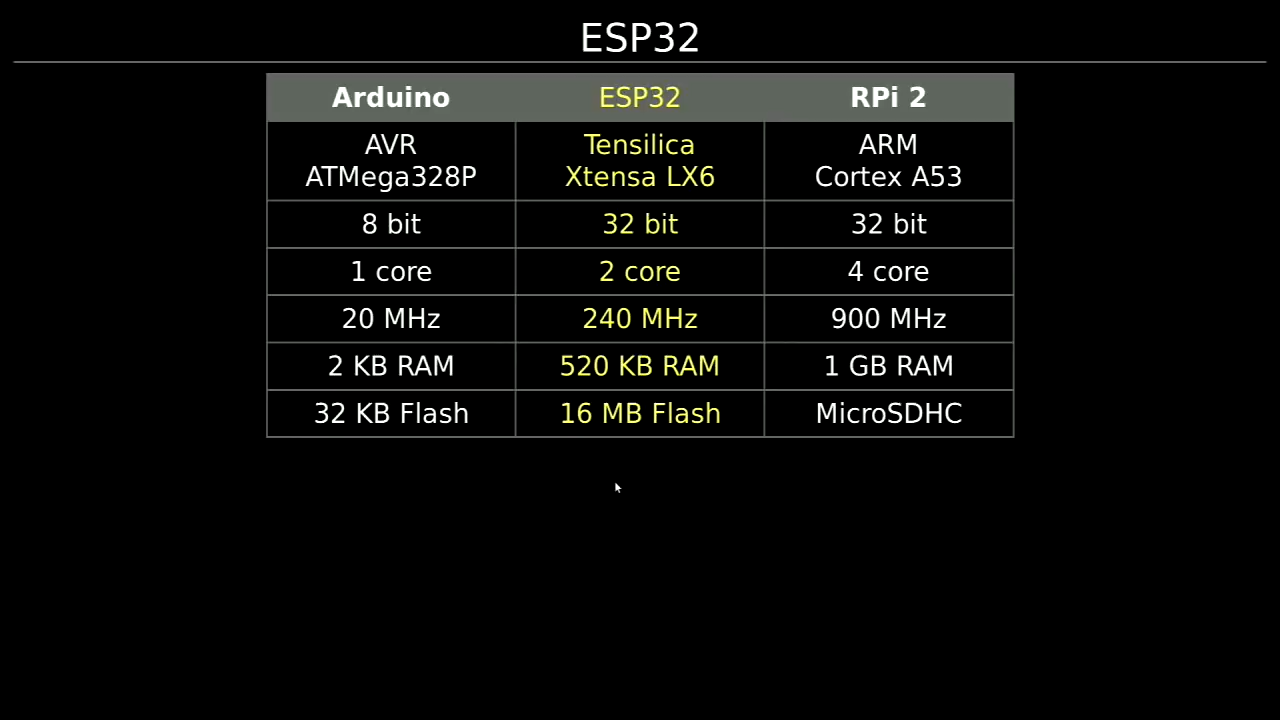 ESP32
Arduino ESP32 RPi 2
AVR Tensilica ARM
ATMega328P Xtensa LX6 Cortex A53
8 bit 32 bit 32 bit
1 core 2 core 4 core
20 MHz 240 MHz 900 MHz
2 KB RAM 520 KB RAM 1 GB RAM
32 KB Flash 16 MB Flash MicroSDHC